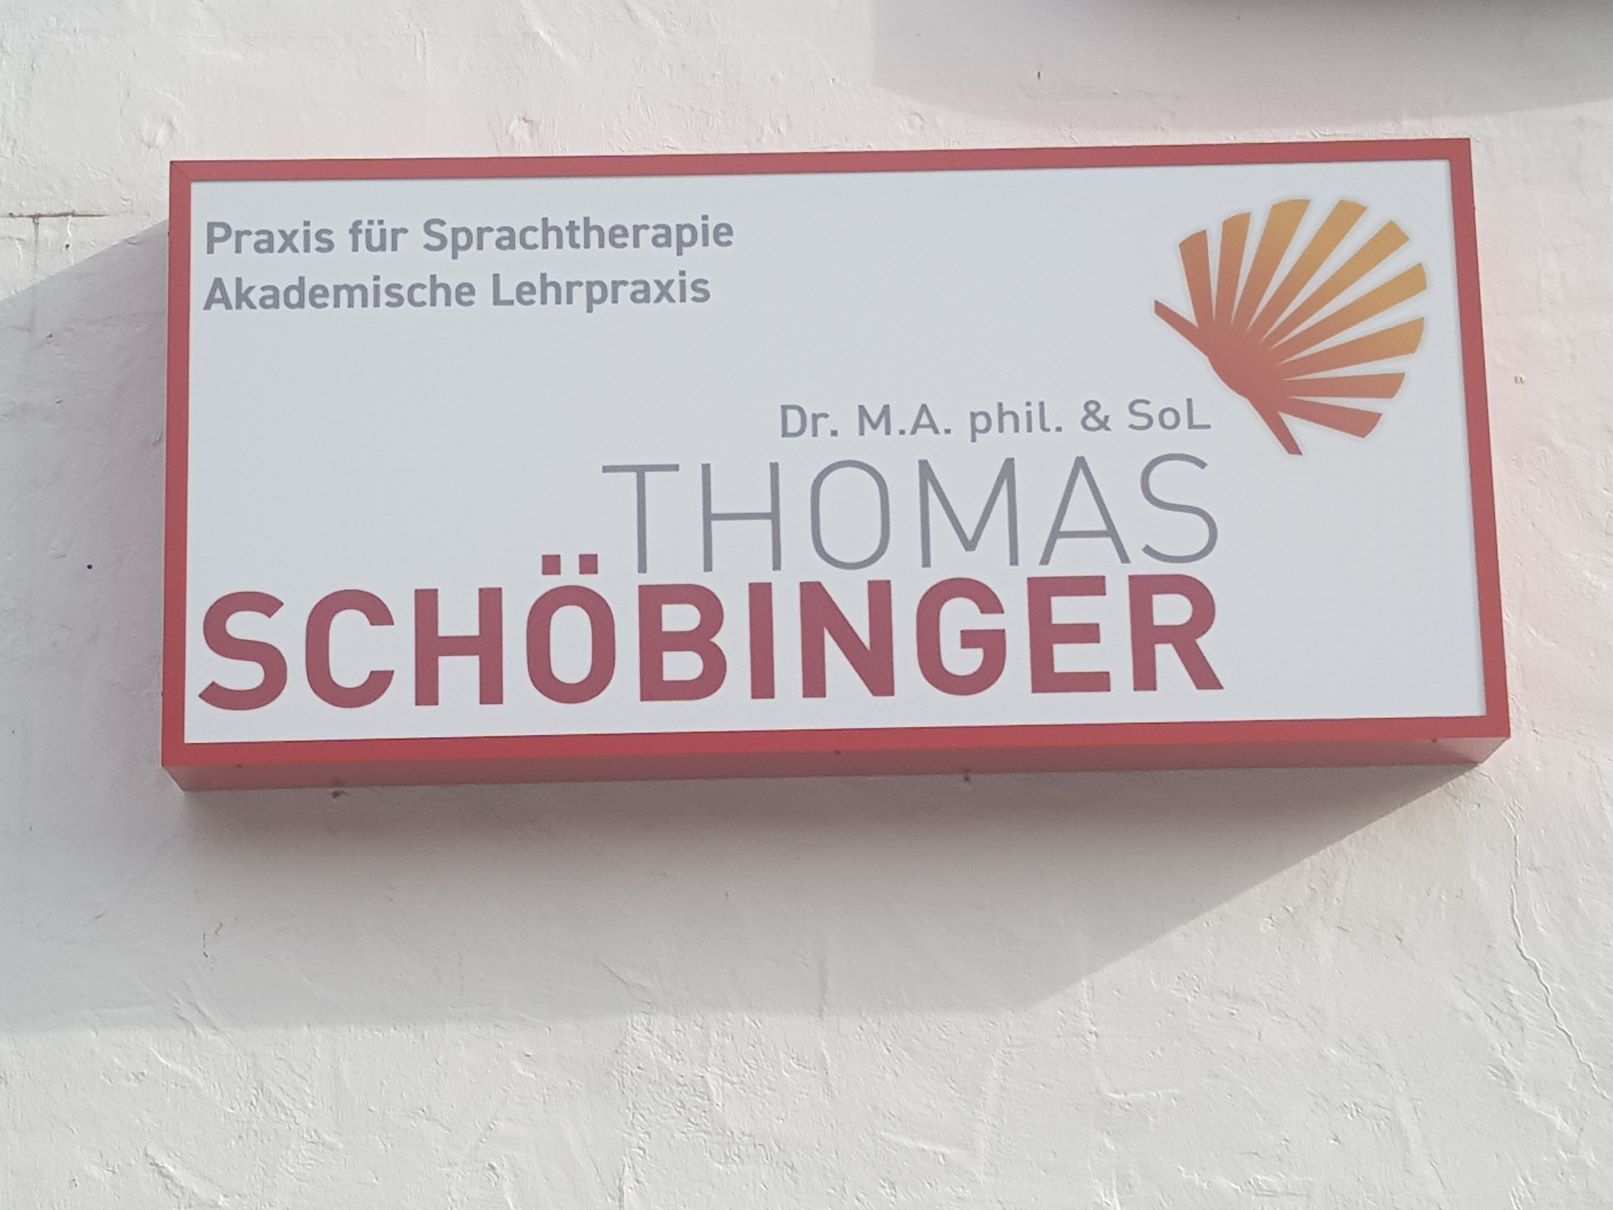 Praxis für Sprachtherapie
Akademische Lehrpraxis
Dr. M.A. phil. & SoL
THOMAS
SCHÖBINGER